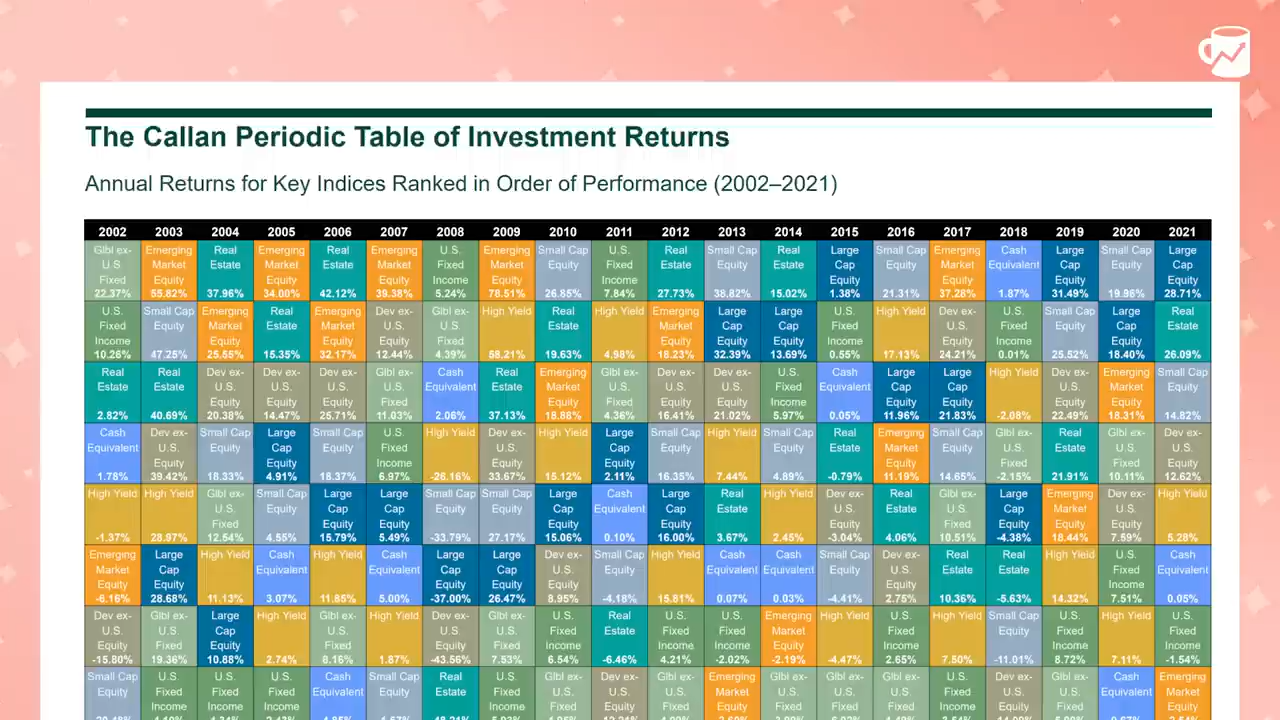 The Callan Periodic Table of Investment Returns
Annual Returns for Key Indices Ranked in Order of Performance (2002–2021)
2002 2003 2004 2005 2006 2007 2008 2009 2010 2011 2012 2013 2014 2015 2016 2017 2018 2019 2020 2021
Glbl ex-U.S Fixed 22.37%
Emerging Market Equity 55.82%
Real Estate 37.96%
Emerging Market Equity 34.00%
Real Estate 42.12%
Emerging Market Equity 39.38%
U.S. Fixed Income 5.24%
Emerging Market Equity 78.51%
Small Cap Equity 26.85%
U.S. Fixed Income 7.84%
Real Estate 27.73%
Small Cap Equity 38.82%
Real Estate 15.02%
Large Cap Equity 1.38%
Small Cap Equity 21.31%
Emerging Market Equity 37.28%
Cash Equivalent 1.87%
Large Cap Equity 31.49%
Small Cap Equity 19.96%
Large Cap Equity 28.71%
U.S. Fixed Income 10.26%
Small Cap Equity 47.25%
Emerging Market Equity 25.55%
Real Estate 15.35%
Emerging Market Equity 32.17%
Dev ex-U.S. Equity 12.44%
Glbl ex-U.S. Fixed 4.39%
High Yield 58.21%
Real Estate 19.63%
High Yield 4.98%
Emerging Market Equity 18.23%
Large Cap Equity 32.39%
Large Cap Equity 13.69%
U.S. Fixed Income 0.55%
High Yield 17.13%
Dev ex-U.S. Equity 24.21%
U.S. Fixed Income 0.01%
Small Cap Equity 25.52%
Large Cap Equity 18.40%
Real Estate 26.09%
Real Estate 2.82%
Real Estate 40.69%
Dev ex-U.S. Equity 20.38%
Dev ex-U.S. Equity 14.47%
Dev ex-U.S. Equity 25.71%
Glbl ex-U.S. Fixed 11.03%
Cash Equivalent 2.06%
Real Estate 37.13%
Emerging Market Equity 18.88%
Glbl ex-U.S. Fixed 4.36%
Dev ex-U.S. Equity 16.41%
Dev ex-U.S. Equity 21.02%
U.S. Fixed Income 5.97%
Cash Equivalent 0.05%
Large Cap Equity 11.96%
Large Cap Equity 21.83%
High Yield -2.08%
Dev ex-U.S. Equity 22.49%
Emerging Market Equity 18.31%
Small Cap Equity 14.82%
Cash Equivalent 1.78%
Dev ex-U.S. Equity 39.42%
Small Cap Equity 18.33%
Large Cap Equity 4.91%
Small Cap Equity 18.37%
U.S. Fixed Income 6.97%
High Yield -26.16%
Dev ex-U.S. Equity 33.67%
High Yield 15.12%
Large Cap Equity 2.11%
Small Cap Equity 16.35%
High Yield 7.44%
Small Cap Equity 4.89%
Real Estate -0.79%
Emerging Market Equity 11.19%
Small Cap Equity 14.65%
Glbl ex-U.S. Fixed -2.15%
Real Estate 21.91%
Glbl ex-U.S. Fixed 10.11%
Dev ex-U.S. Equity 12.62%
High Yield -1.37%
High Yield 28.97%
Glbl ex-U.S. Fixed 12.54%
Small Cap Equity 4.55%
Large Cap Equity 15.79%
Large Cap Equity 5.49%
Small Cap Equity -33.79%
Small Cap Equity 27.17%
Large Cap Equity 15.06%
Cash Equivalent 0.10%
Large Cap Equity 16.00%
Real Estate 3.67%
High Yield 2.45%
Dev ex-U.S. Equity -3.04%
Real Estate 4.06%
Glbl ex-U.S. Fixed 10.51%
Large Cap Equity -4.38%
Emerging Market Equity 18.44%
Dev ex-U.S. Equity 7.59%
High Yield 5.28%
Emerging Market Equity -6.16%
Large Cap Equity 28.68%
High Yield 11.13%
Cash Equivalent 3.07%
High Yield 11.85%
Cash Equivalent 5.00%
Large Cap Equity -37.00%
Large Cap Equity 26.47%
Dev ex-U.S. Equity 8.95%
Small Cap Equity -4.18%
High Yield 15.81%
Cash Equivalent 0.07%
Cash Equivalent 0.03%
Small Cap Equity -4.41%
Dev ex-U.S. Equity 2.75%
Real Estate 10.36%
Real Estate -5.63%
High Yield 14.32%
U.S. Fixed Income 7.51%
Cash Equivalent 0.05%
Dev ex-U.S. Equity -15.80%
Glbl ex-U.S. Fixed 19.36%
Large Cap Equity 10.88%
High Yield 2.74%
Glbl ex-U.S. Fixed 8.16%
High Yield 1.87%
Dev ex-U.S. Equity -43.56%
Glbl ex-U.S. Fixed 7.53%
U.S. Fixed Income 6.54%
Real Estate -6.46%
U.S. Fixed Income 4.21%
U.S. Fixed Income -2.02%
Emerging Market Equity -2.19%
High Yield -4.47%
U.S. Fixed Income 2.65%
High Yield 7.50%
Small Cap Equity -11.01%
U.S. Fixed Income 8.72%
High Yield 7.11%
U.S. Fixed Income -1.54%
Small Cap Equity
U.S. Fixed Income
U.S. Fixed Income
U.S. Fixed Income
Cash Equivalent
Small Cap Equity
Real Estate
U.S. Fixed Income
Glbl ex-U.S. Fixed
Dev ex-U.S. Equity
Glbl ex-U.S. Fixed
Emerging Market Equity
Glbl ex-U.S. Fixed
Glbl ex-U.S. Fixed
Glbl ex-U.S. Fixed
U.S. Fixed Income
Dev ex-U.S. Equity
Glbl ex-U.S. Fixed
Cash Equivalent
Emerging Market Equity